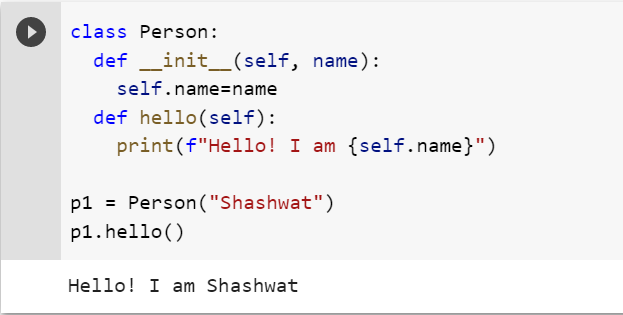 class Person:
  def __init__(self, name):
    self.name=name
  def hello(self):
    print(f"Hello! I am {self.name}")

p1 = Person("Shashwat")
p1.hello()
Hello! I am Shashwat